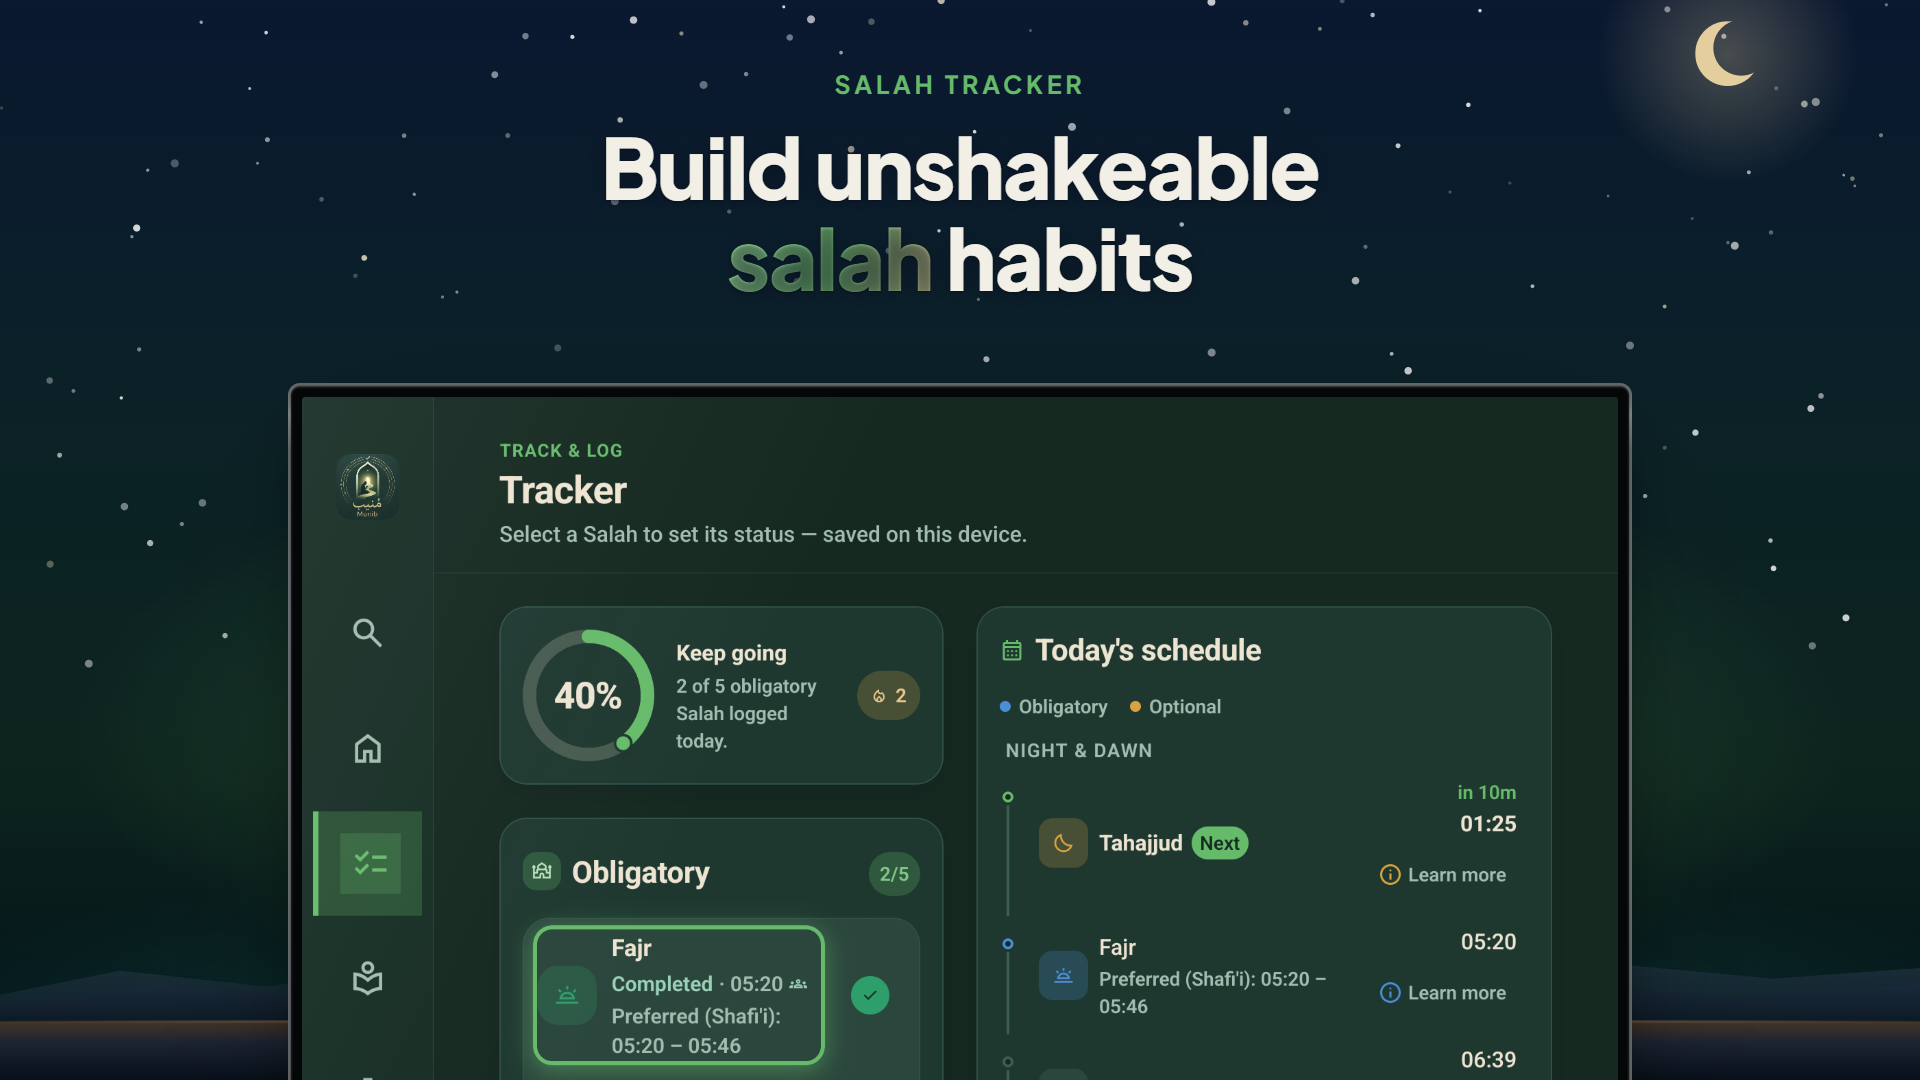 SALAH TRACKER
Build unshakeable
salah habits
مُنيب
Munib
TRACK & LOG
Tracker
Select a Salah to set its status — saved on this device.
40%
Keep going
2 of 5 obligatory
Salah logged
today.
2
Obligatory
2/5
Fajr
Completed · 05:20
Preferred (Shafi'i):
05:20 – 05:46
Today's schedule
Obligatory
Optional
NIGHT & DAWN
in 10m
01:25
Tahajjud
Next
Learn more
Fajr
05:20
Preferred (Shafi'i): 05:20 –
05:46
Learn more
06:39